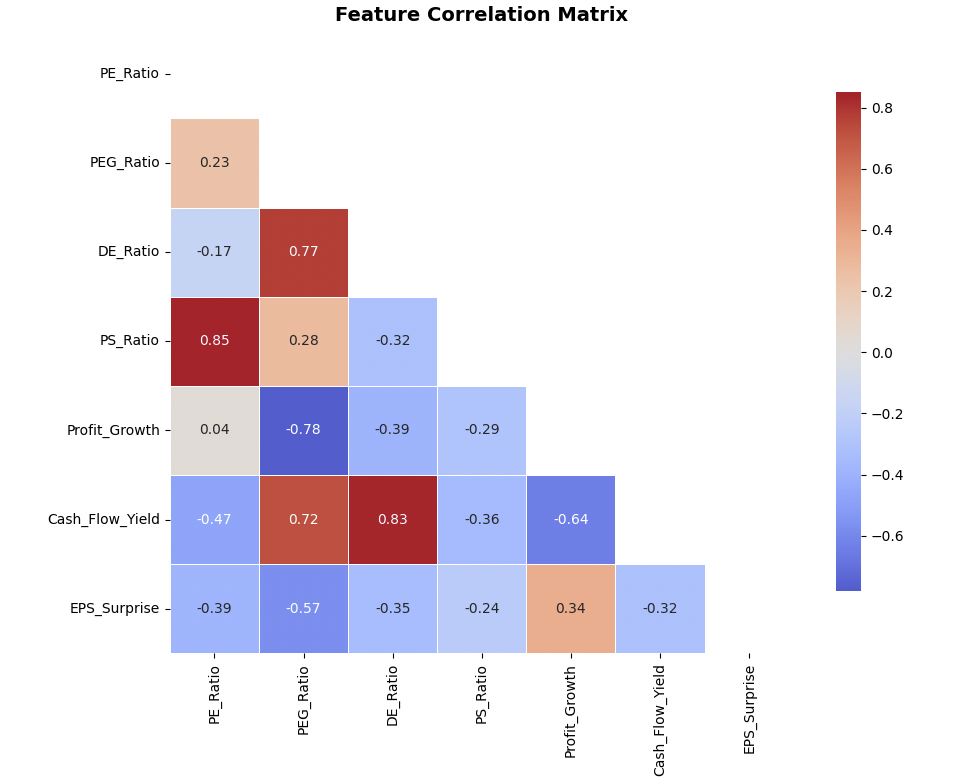 Feature Correlation Matrix
PE_Ratio
PEG_Ratio
0.23
DE_Ratio
-0.17 0.77
PS_Ratio
0.85 0.28 -0.32
Profit_Growth
0.04 -0.78 -0.39 -0.29
Cash_Flow_Yield
-0.47 0.72 0.83 -0.36 -0.64
EPS_Surprise
-0.39 -0.57 -0.35 -0.24 0.34 -0.32
PE_Ratio
PEG_Ratio
DE_Ratio
PS_Ratio
Profit_Growth
Cash_Flow_Yield
EPS_Surprise
0.8
0.6
0.4
0.2
0.0
−0.2
−0.4
−0.6